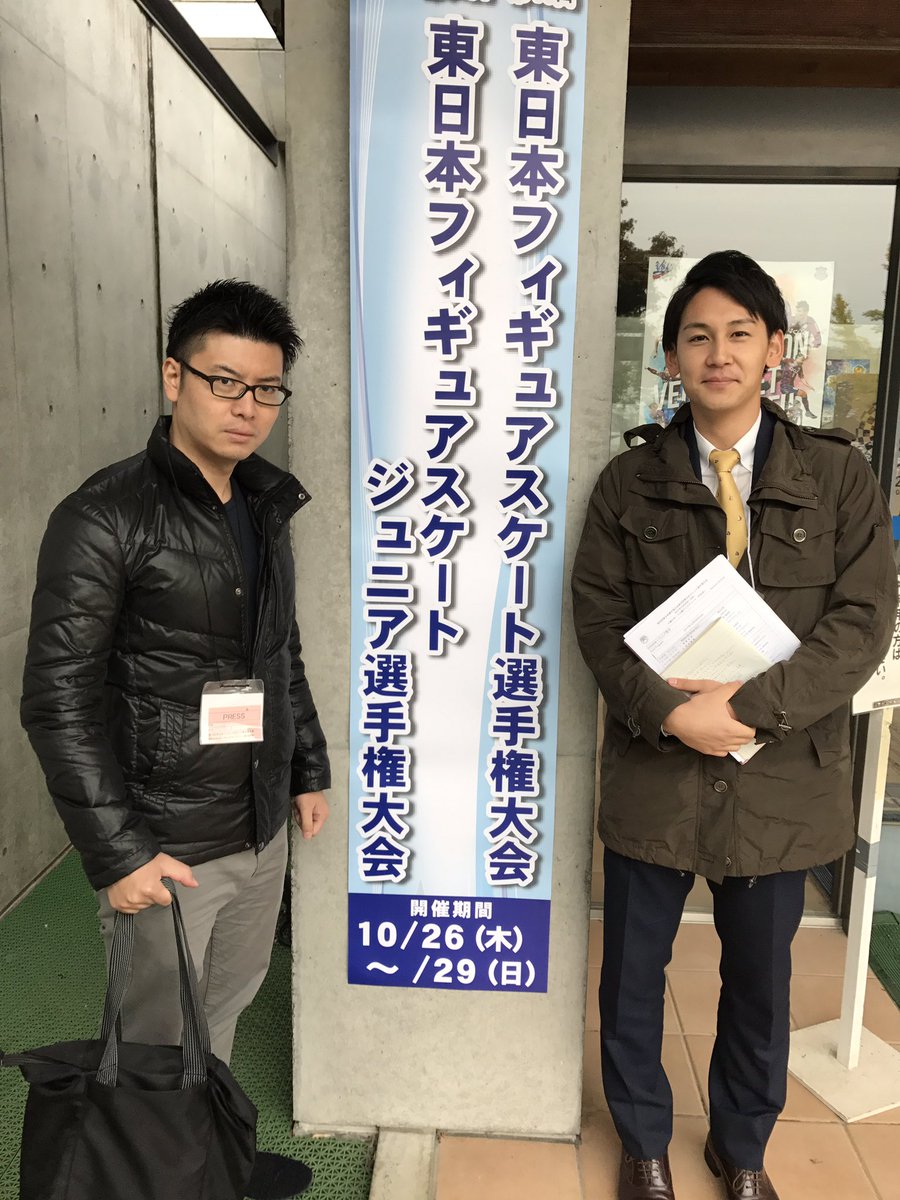 東日本フィギュアスケート選手権大会
東日本フィギュアスケート
ジュニア選手権大会
開催期間
10/26(木)
～/29(日)
PRESS